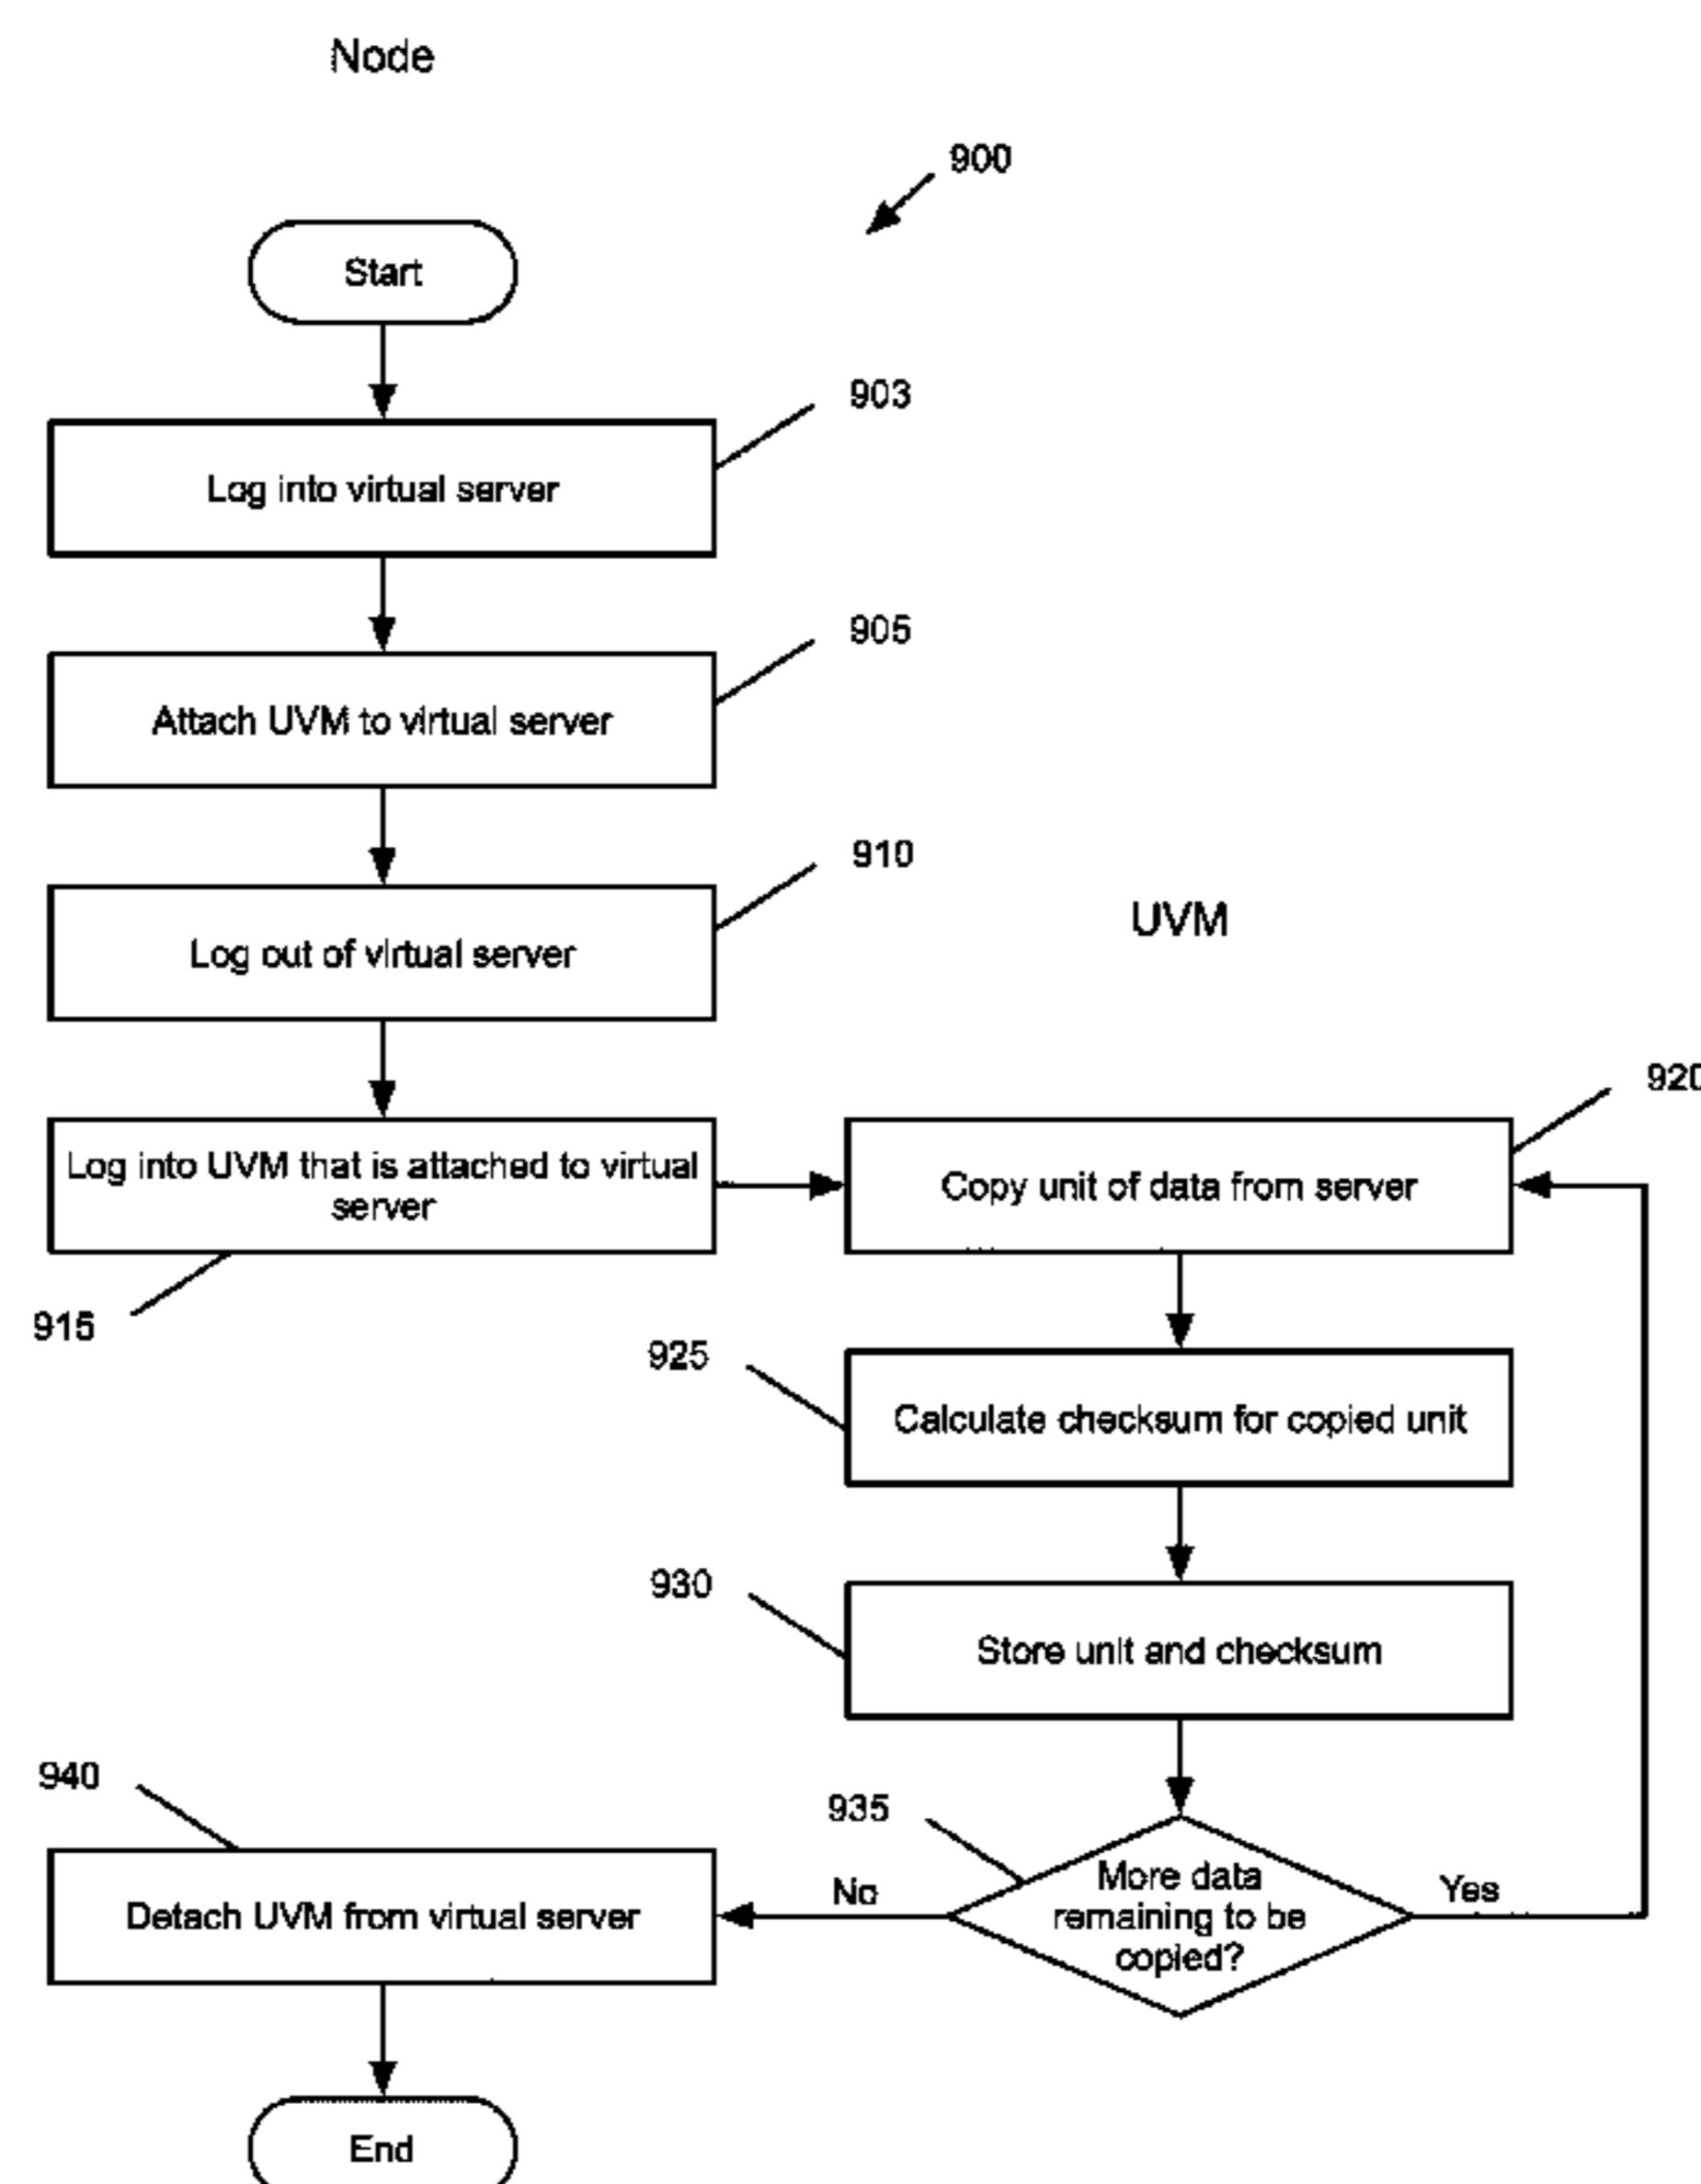 Node
900
Start
903
Log into virtual server
905
Attach UVM to virtual server
910
Log out of virtual server
UVM
920
Log into UVM that is attached to virtual
server
Copy unit of data from server
915
925
Calculate checksum for copied unit
930
Store unit and checksum
940
935
More data
remaining to be
copied?
No
Yes
Detach UVM from virtual server
End